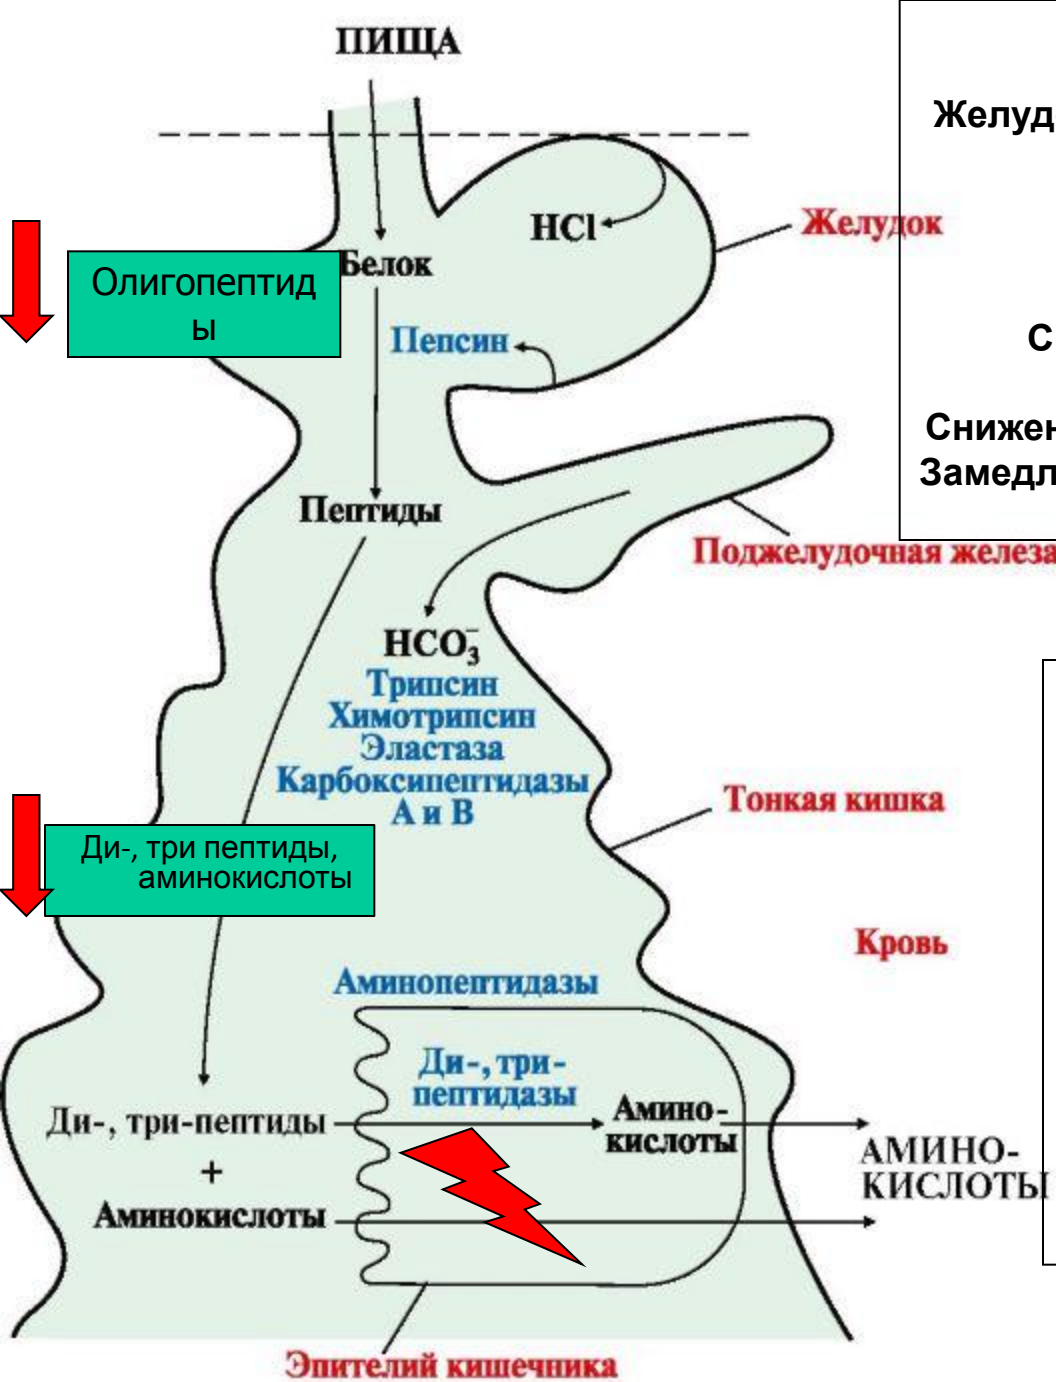 ПИЩА
Желуд
HCl
Желудок
Белок
Олигопептид
ы
Пепсин
С
Снижен
Замедл
Пептиды
Поджелудочная железа
HCO₃⁻
Трипсин
Химотрипсин
Эластаза
Карбоксипептидазы
А и В
Тонкая кишка
Ди-, три пептиды,
аминокислоты
Кровь
Аминопептидазы
Ди-, три-
пептидазы
Ди-, три-пептиды
+
Аминокислоты
Амино-
кислоты
АМИНО-
КИСЛОТЫ
Эпителий кишечника